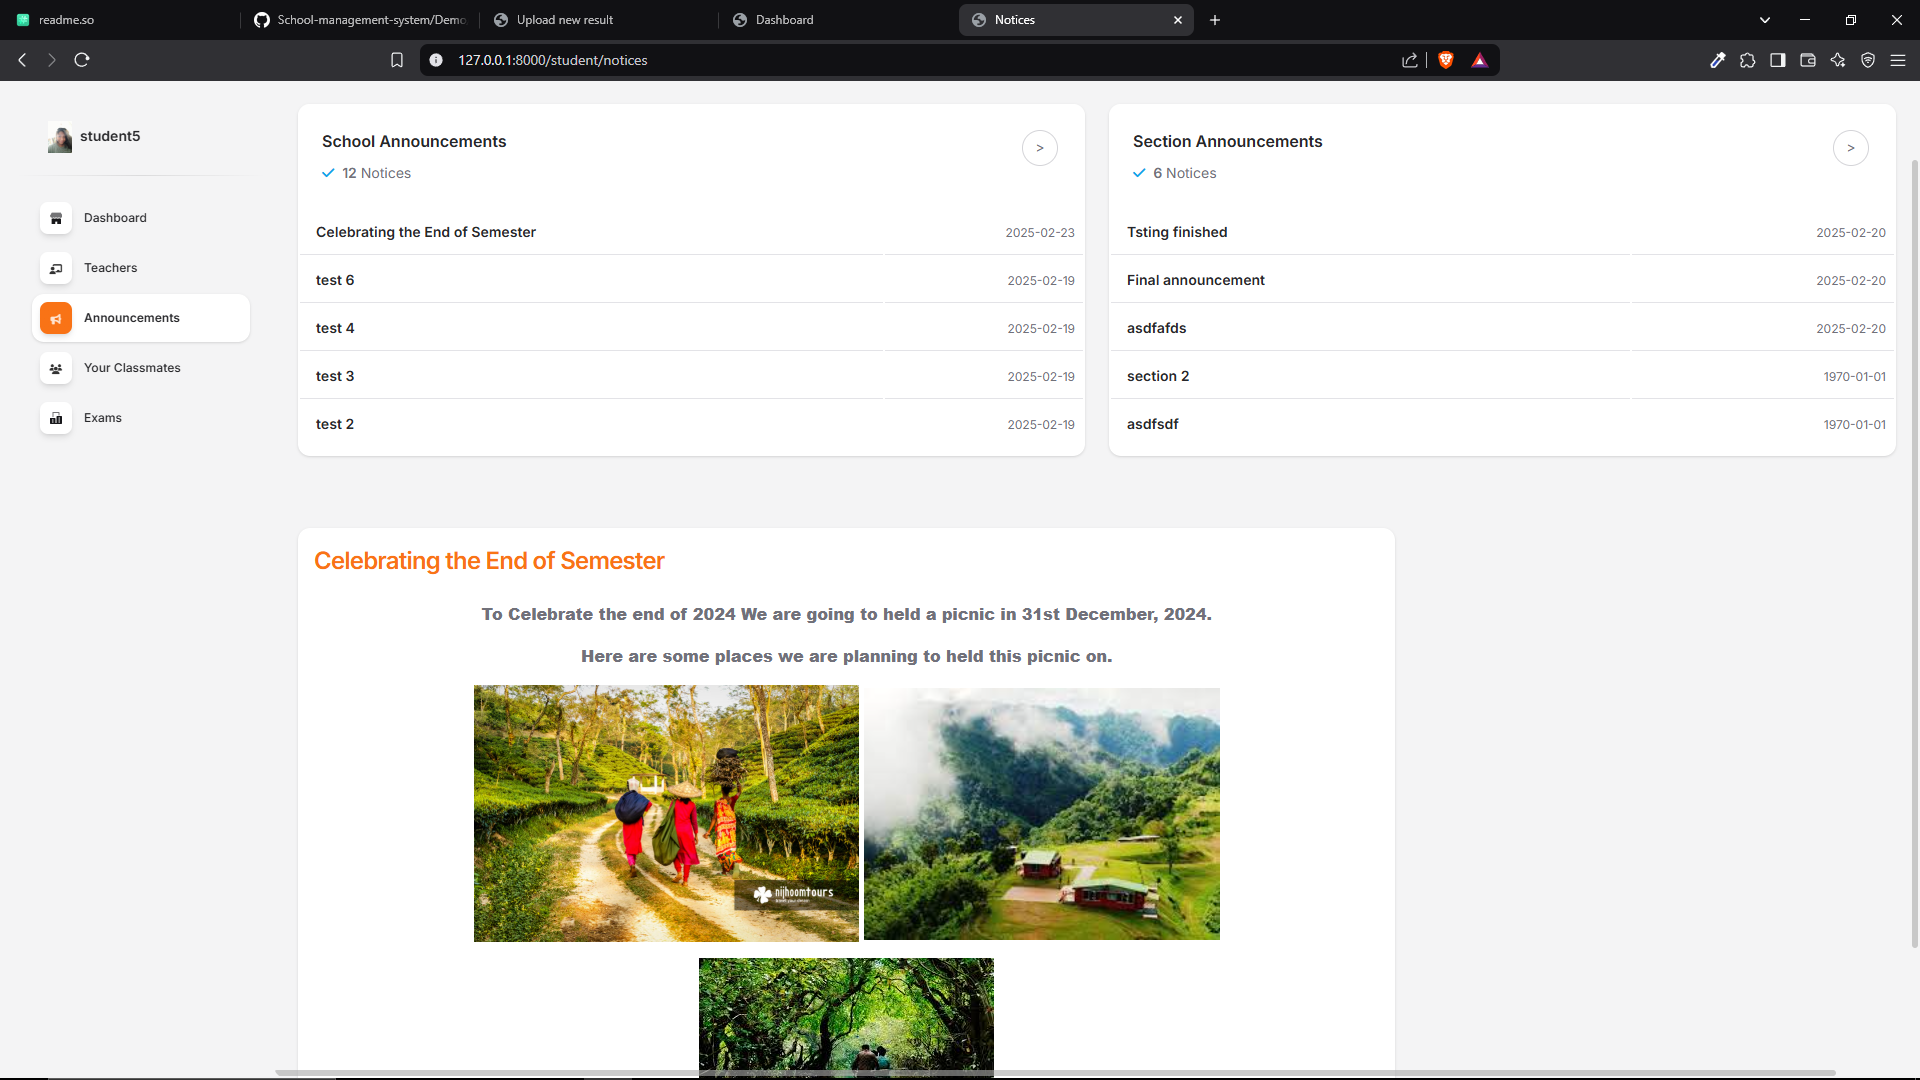 readme.so
School-management-system/Demo
Upload new result
Dashboard
Notices
127.0.0.1:8000/student/notices
student5
Dashboard
Teachers
Announcements
Your Classmates
Exams
School Announcements
>
12 Notices
Celebrating the End of Semester 2025-02-23
test 6 2025-02-19
test 4 2025-02-19
test 3 2025-02-19
test 2 2025-02-19
Section Announcements
>
6 Notices
Tsting finished 2025-02-20
Final announcement 2025-02-20
asdfafds 2025-02-20
section 2 1970-01-01
asdfsdf 1970-01-01
Celebrating the End of Semester
To Celebrate the end of 2024 We are going to held a picnic in 31st December, 2024.
Here are some places we are planning to held this picnic on.
nijhoomtours